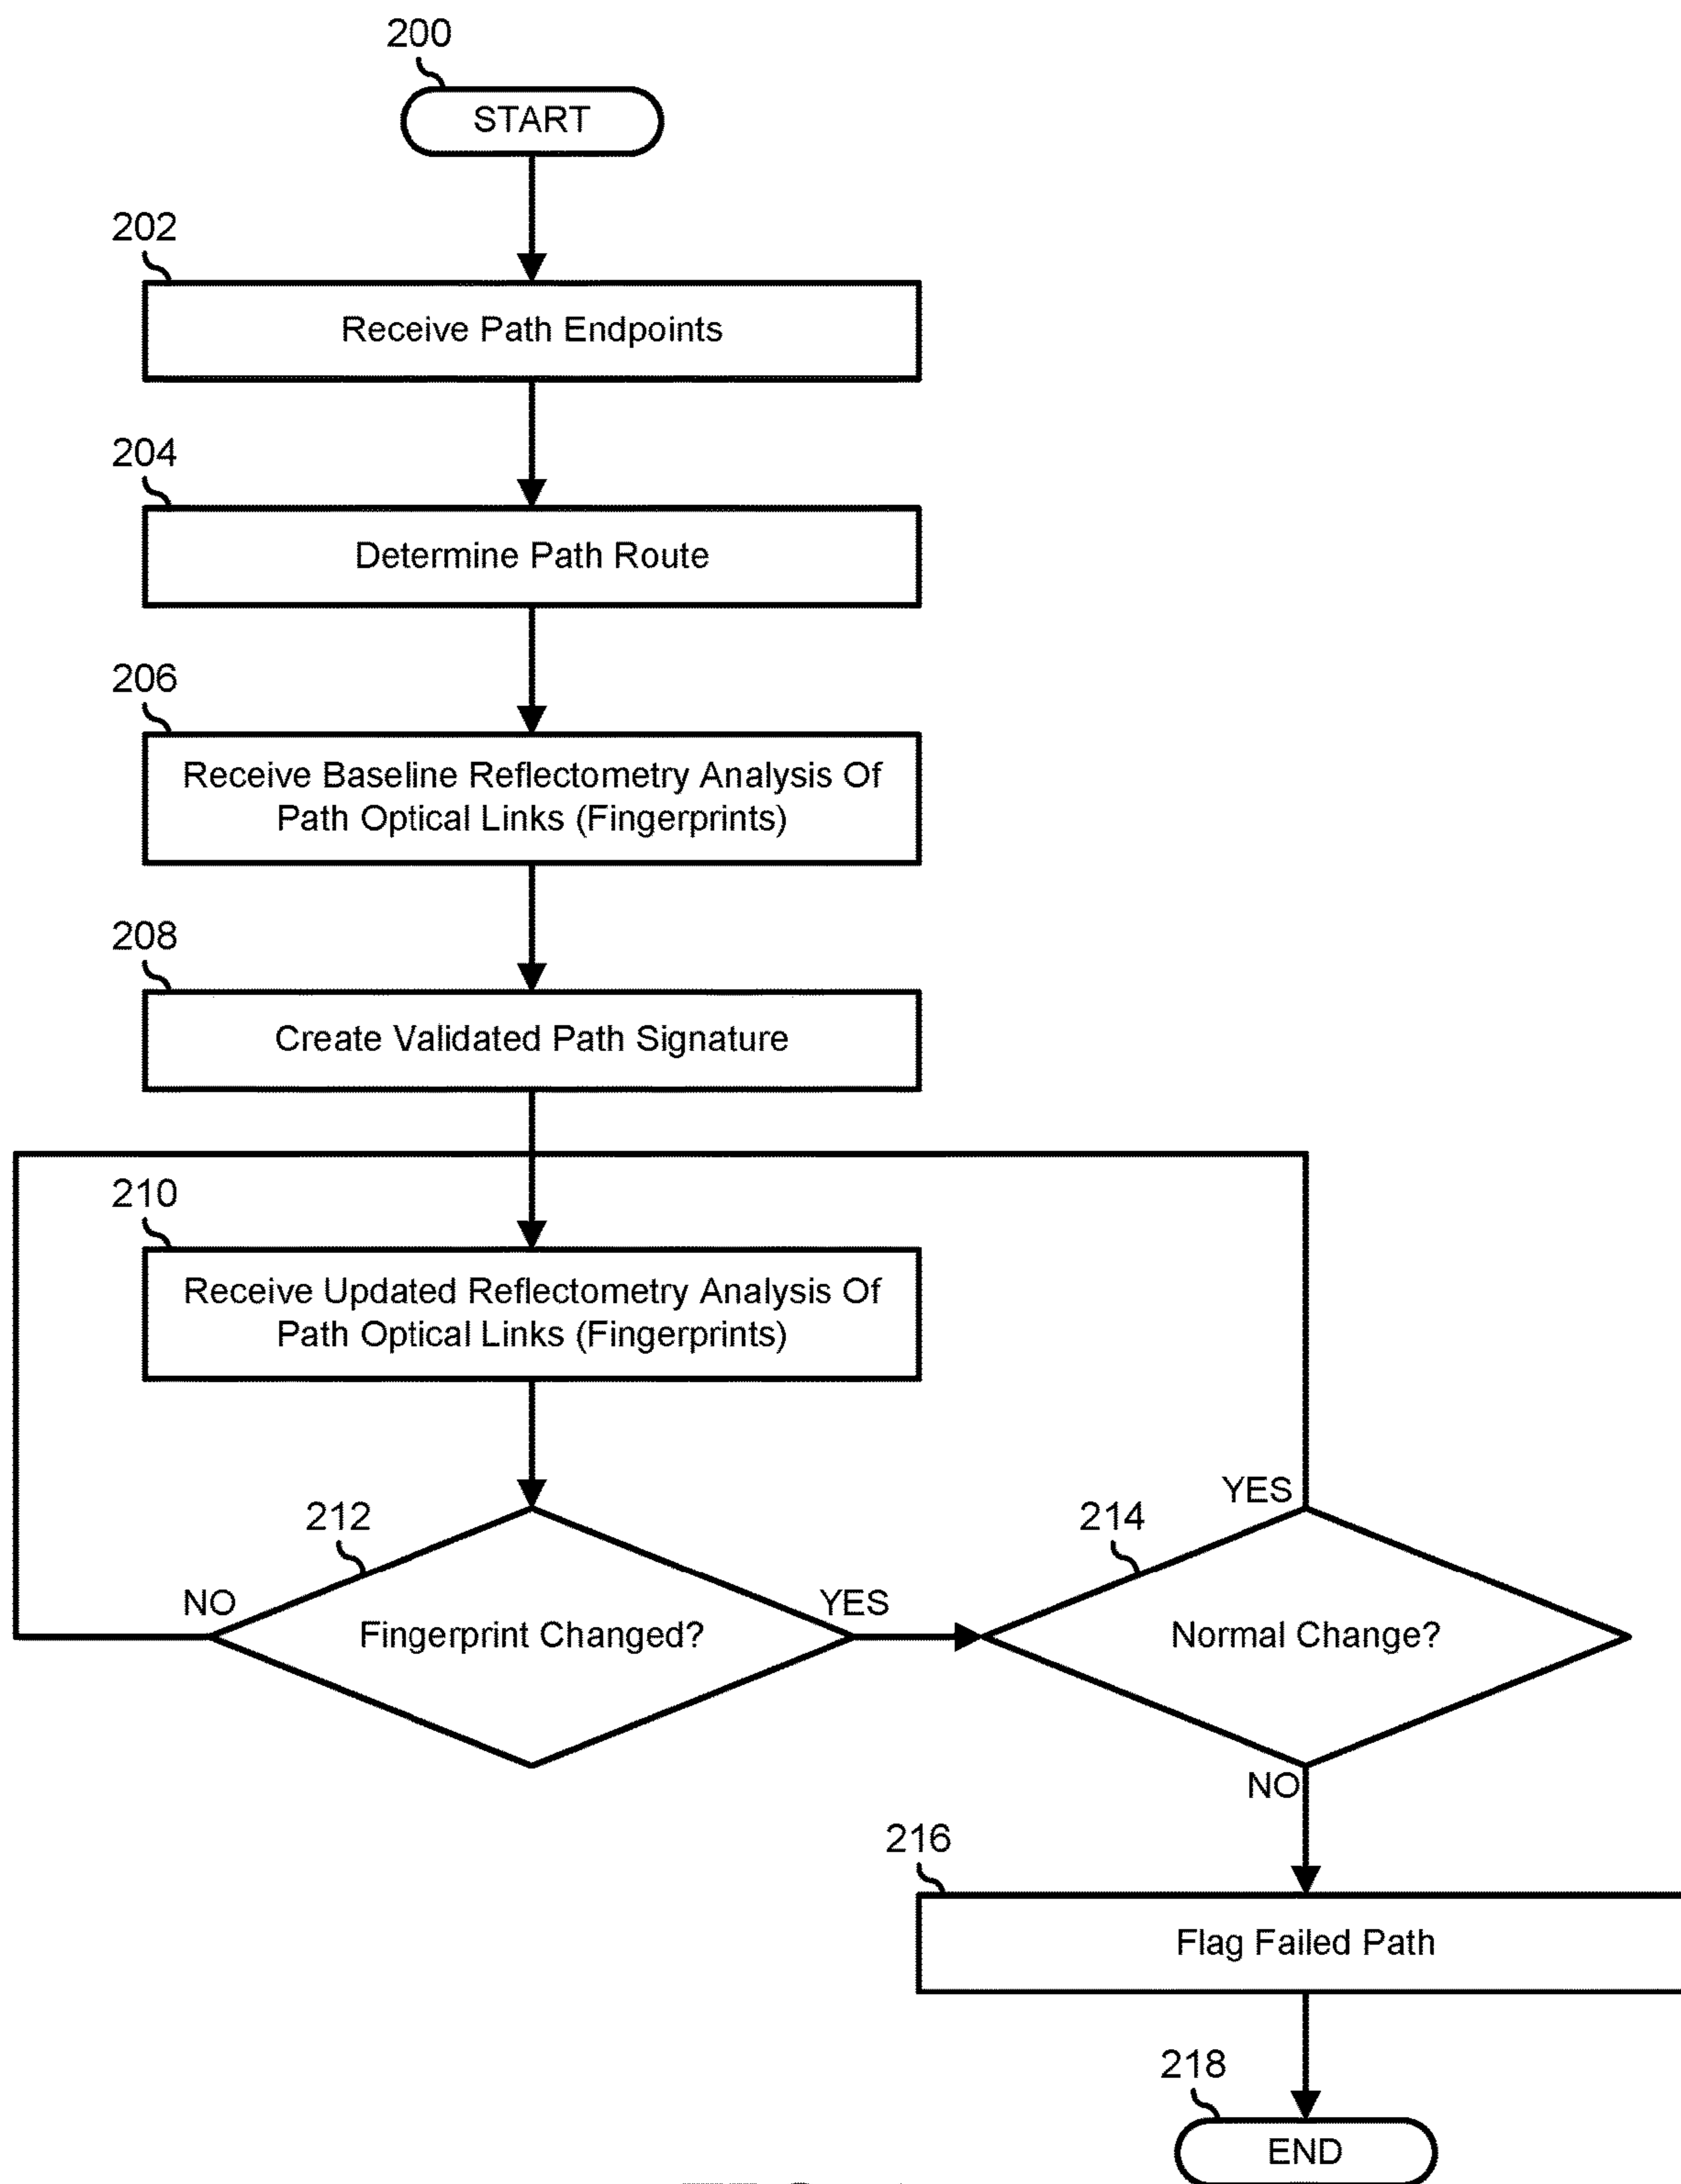 200
START
202
Receive Path Endpoints
204
Determine Path Route
206
Receive Baseline Reflectometry Analysis Of
Path Optical Links (Fingerprints)
208
Create Validated Path Signature
210
Receive Updated Reflectometry Analysis Of
Path Optical Links (Fingerprints)
212
NO
Fingerprint Changed?
YES
214
YES
Normal Change?
NO
216
Flag Failed Path
218
END